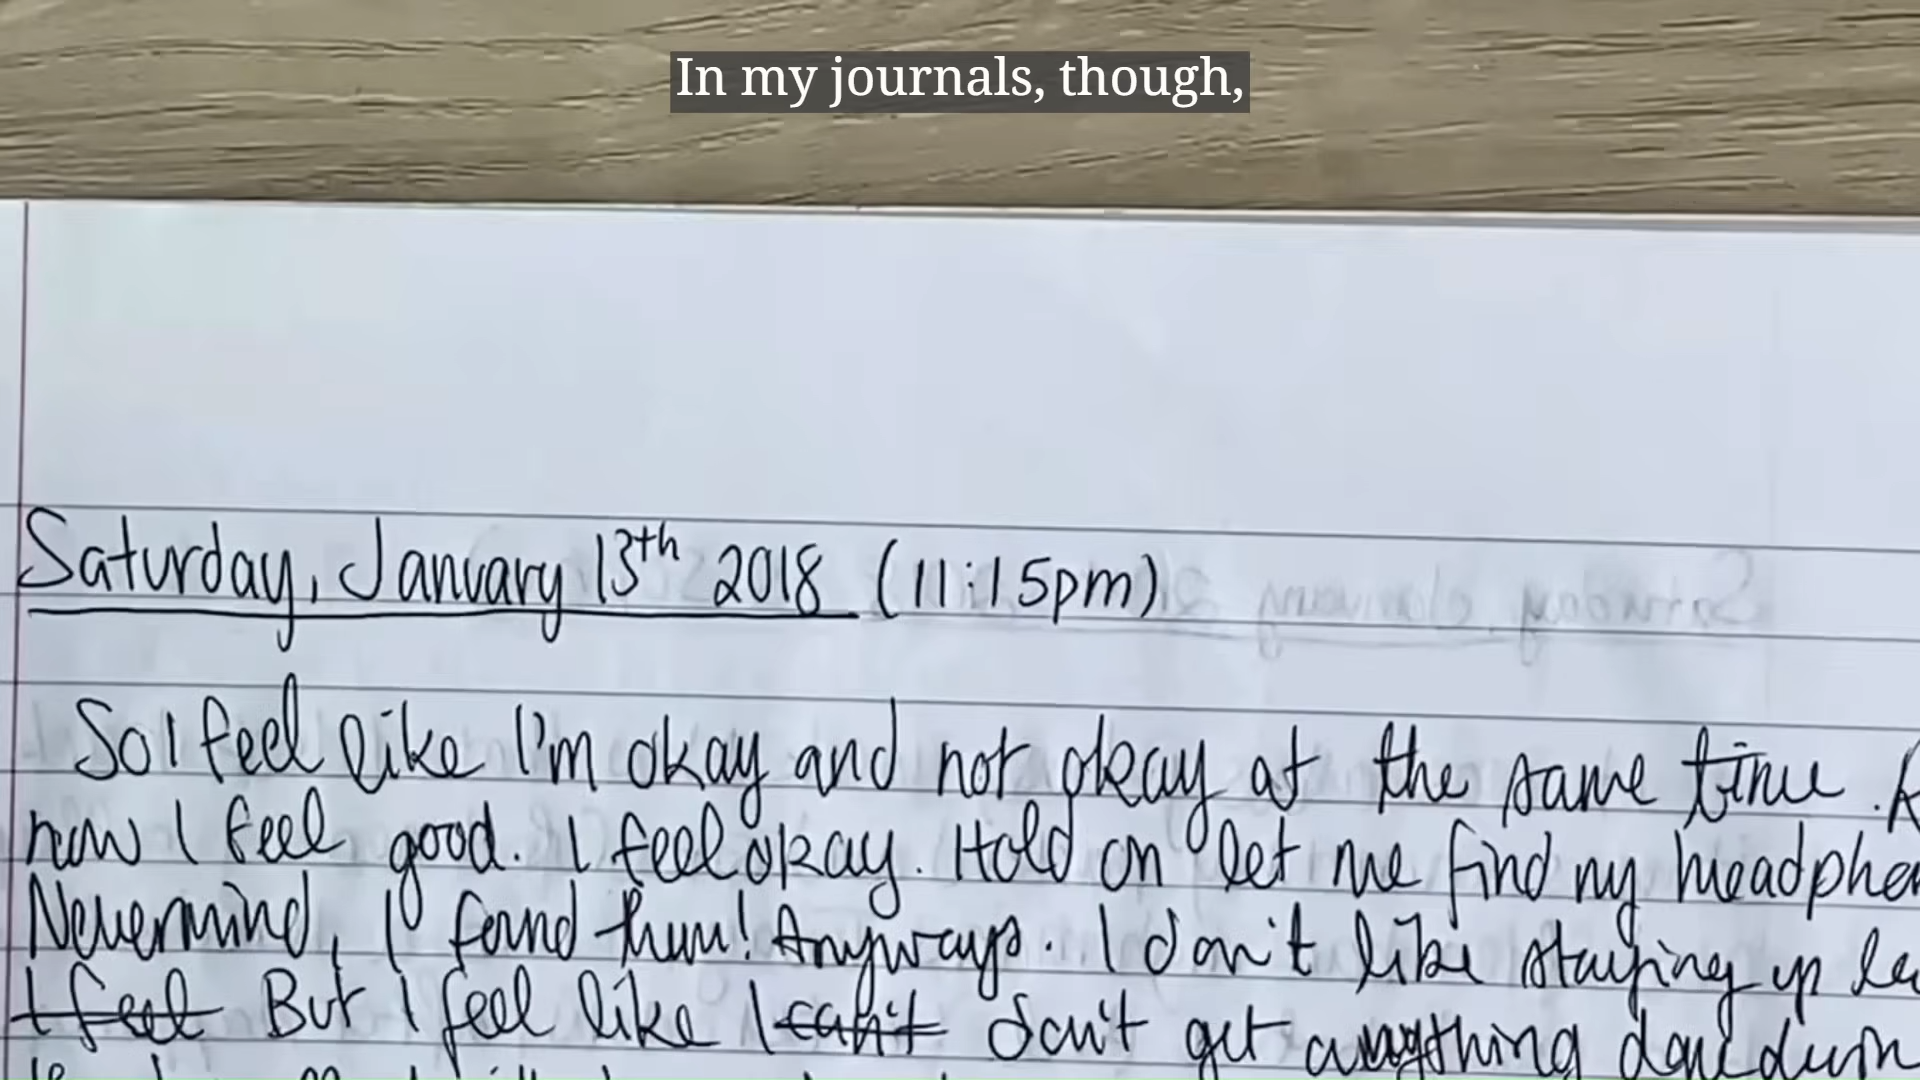 In my journals, though,
Saturday, January 13th 2018 (11:15pm)
So I feel like I'm okay and not okay at the same time.
now I feel good. I feel okay. Hold on let me find my
Nevermind, I found them! Anyways. I don't like staying up
I feel But I feel like I can't don't get anything done